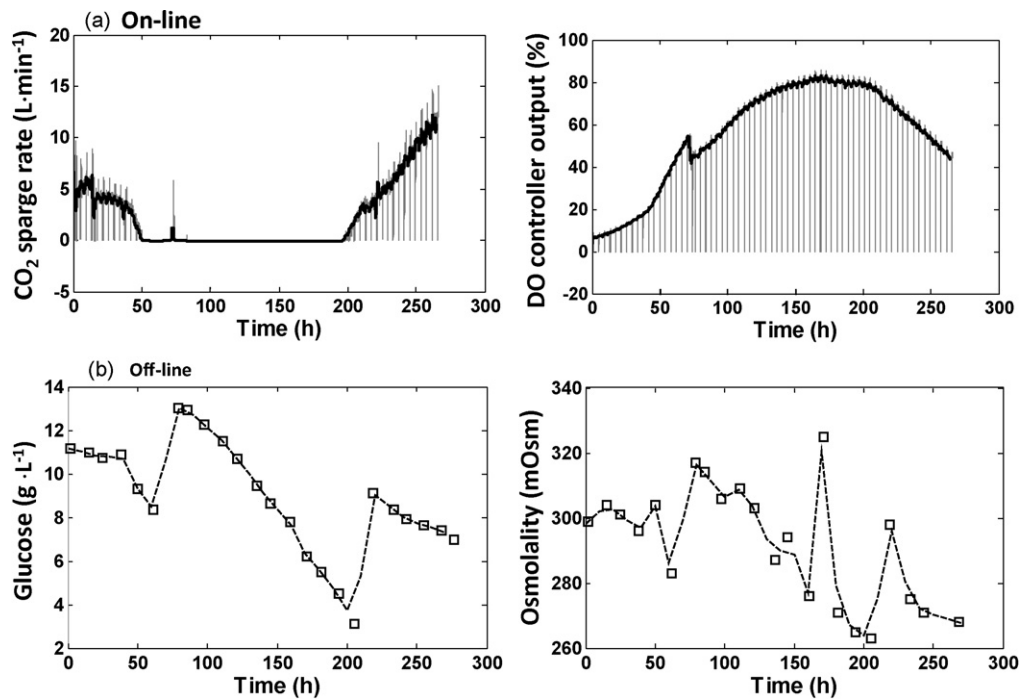 (a) On-line
CO₂ sparge rate (L·min⁻¹)
20
15
10
5
0
-5
0 50 100 150 200 250 300
Time (h)
DO controller output (%)
100
80
60
40
20
0
-20
0 50 100 150 200 250 300
Time (h)
(b) Off-line
Glucose (g ·L⁻¹)
14
12
10
8
6
4
2
0 50 100 150 200 250 300
Time (h)
Osmolality (mOsm)
340
320
300
280
260
0 50 100 150 200 250 300
Time (h)